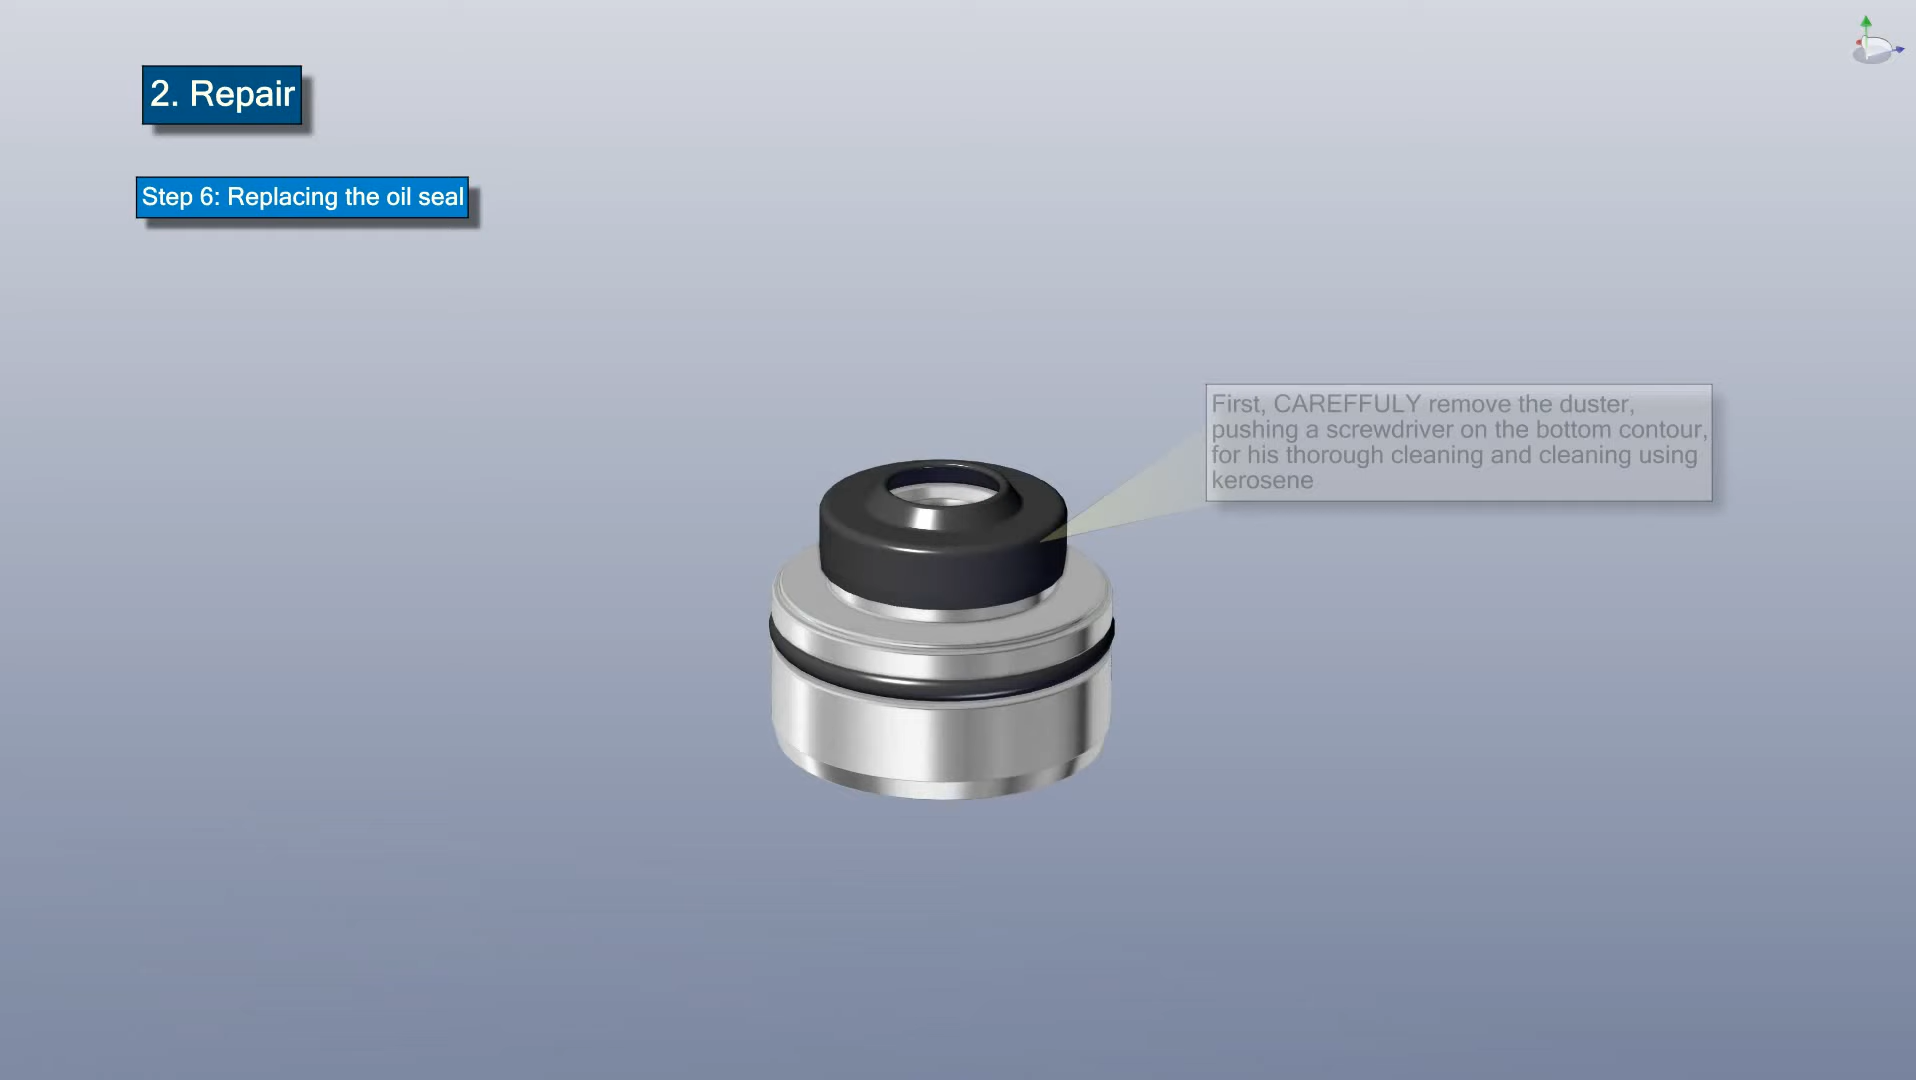 2. Repair
Step 6: Replacing the oil seal
First, CAREFFULY remove the duster,
pushing a screwdriver on the bottom contour,
for his thorough cleaning and cleaning using
kerosene